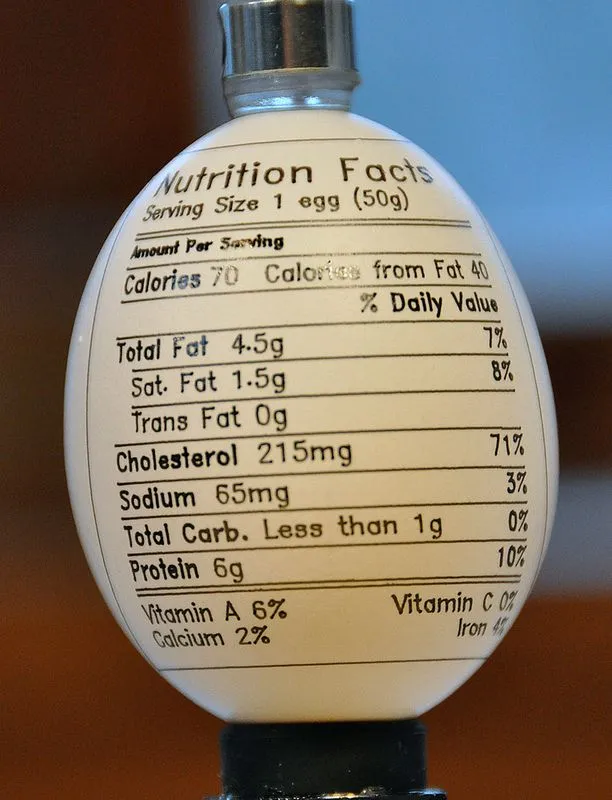 Nutrition Facts
Serving Size 1 egg (50g)
Amount Per Serving
Calories 70 Calories from Fat 40
% Daily Value
Total Fat 4.5g 7%
Sat. Fat 1.5g 8%
Trans Fat 0g
Cholesterol 215mg 71%
Sodium 65mg 3%
Total Carb. Less than 1g 0%
Protein 6g 10%
Vitamin A 6% Vitamin C 0%
Calcium 2% Iron 4%